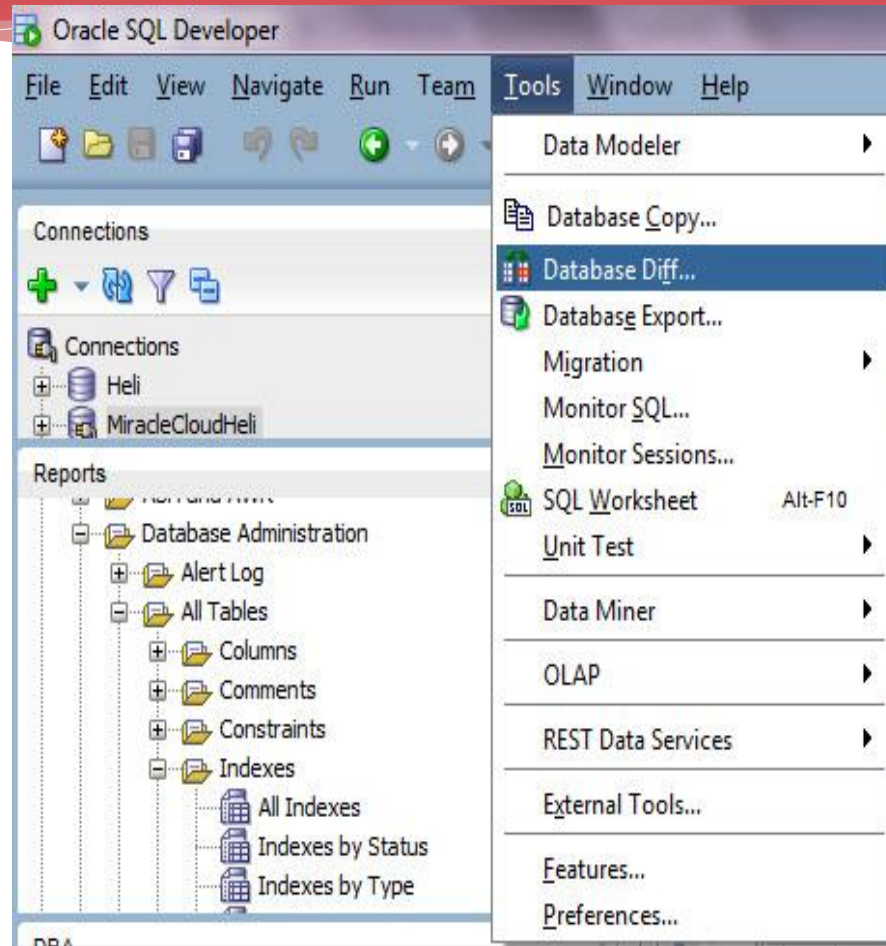 Oracle SQL Developer
File Edit View Navigate Run Team Tools Window Help
Connections
Connections
Heli
MiracleCloudHeli
Reports
Database Administration
Alert Log
All Tables
Columns
Comments
Constraints
Indexes
All Indexes
Indexes by Status
Indexes by Type
Data Modeler
Database Copy...
Database Diff...
Database Export...
Migration
Monitor SQL...
Monitor Sessions...
SQL Worksheet Alt-F10
Unit Test
Data Miner
OLAP
REST Data Services
External Tools...
Features...
Preferences...